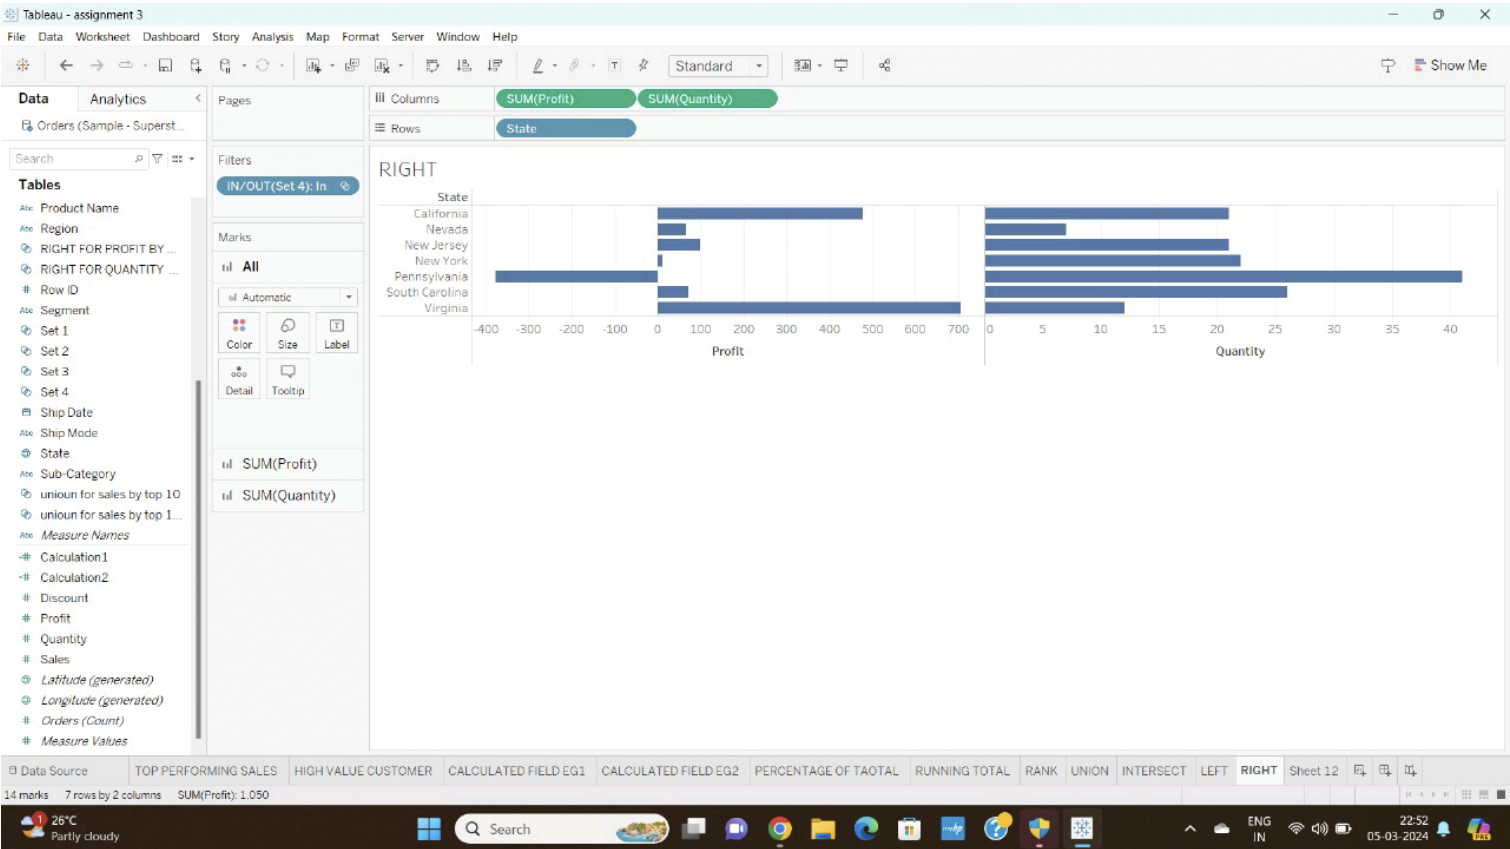 Tableau - assignment 3
File Data Worksheet Dashboard Story Analysis Map Format Server Window Help
Standard
Show Me
Data Analytics
Orders (Sample - Superst...
Search
Tables
Abc Product Name
Abc Region
RIGHT FOR PROFIT BY ...
RIGHT FOR QUANTITY ...
# Row ID
Abc Segment
Set 1
Set 2
Set 3
Set 4
Ship Date
Abc Ship Mode
State
Abc Sub-Category
unioun for sales by top 10
unioun for sales by top 1...
Abc Measure Names
=# Calculation1
=# Calculation2
# Discount
# Profit
# Quantity
# Sales
Latitude (generated)
Longitude (generated)
# Orders (Count)
# Measure Values
Pages
Filters
IN/OUT(Set 4): In
Marks
All
Automatic
Color Size Label
Detail Tooltip
SUM(Profit)
SUM(Quantity)
Columns SUM(Profit) SUM(Quantity)
Rows State
RIGHT
State
California
Nevada
New Jersey
New York
Pennsylvania
South Carolina
Virginia
-400 -300 -200 -100 0 100 200 300 400 500 600 700 0 5 10 15 20 25 30 35 40
Profit Quantity
Data Source TOP PERFORMING SALES HIGH VALUE CUSTOMER CALCULATED FIELD EG1 CALCULATED FIELD EG2 PERCENTAGE OF TAOTAL RUNNING TOTAL RANK UNION INTERSECT LEFT RIGHT Sheet 12
14 marks 7 rows by 2 columns SUM(Profit): 1.050
1 26°C
Partly cloudy
Search
ENG
IN
22:52
05-03-2024